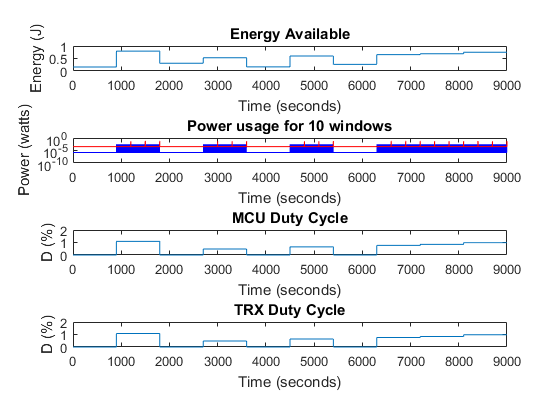 Energy Available
Energy (J)
1
0.5
0
0 1000 2000 3000 4000 5000 6000 7000 8000 9000
Time (seconds)
Power usage for 10 windows
Power (watts)
10^0
10^-5
10^-10
0 1000 2000 3000 4000 5000 6000 7000 8000 9000
Time (seconds)
MCU Duty Cycle
D (%)
2
1
0
0 1000 2000 3000 4000 5000 6000 7000 8000 9000
Time (seconds)
TRX Duty Cycle
D (%)
2
1
0
0 1000 2000 3000 4000 5000 6000 7000 8000 9000
Time (seconds)